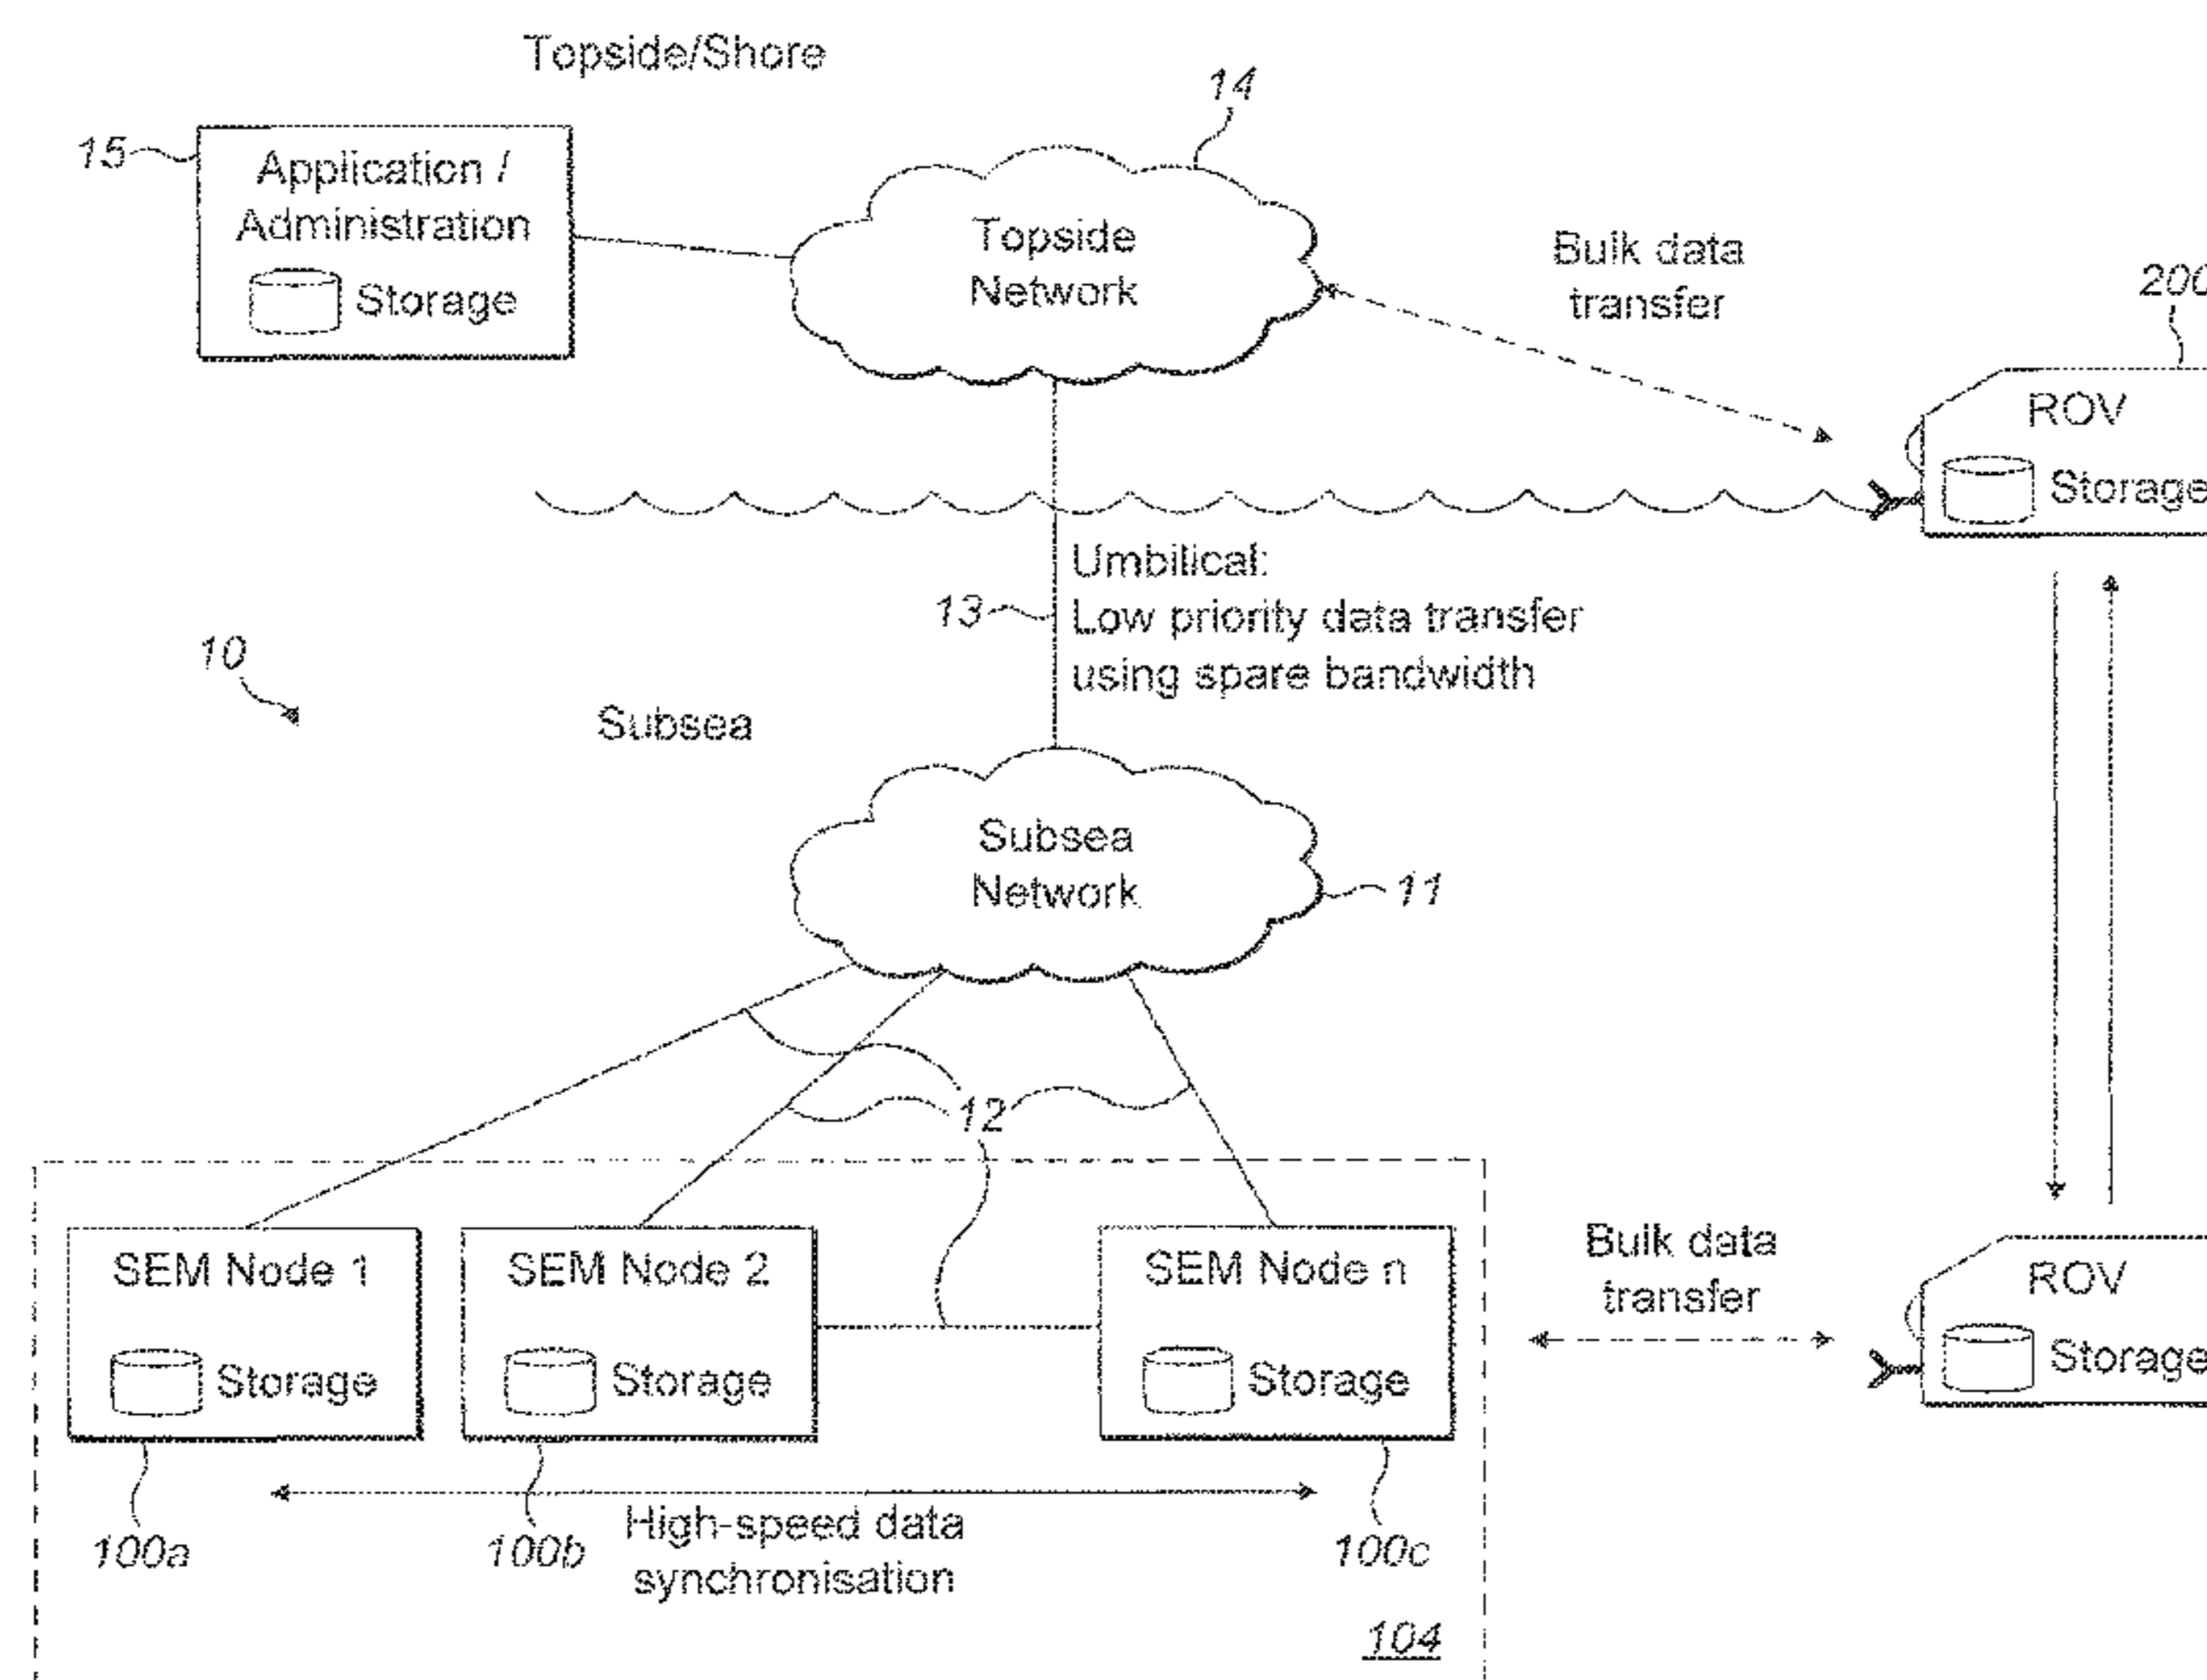 Topside/Shore
14
15
Application /
Administration
Storage
Topside
Network
Bulk data
transfer
200
ROV
Storage
Umbilical:
13
Low priority data transfer
using spare bandwidth
10
Subsea
Subsea
Network
11
12
SEM Node 1
Storage
SEM Node 2
Storage
SEM Node n
Storage
Bulk data
transfer
ROV
Storage
100a
100b
High-speed data
synchronisation
100c
104